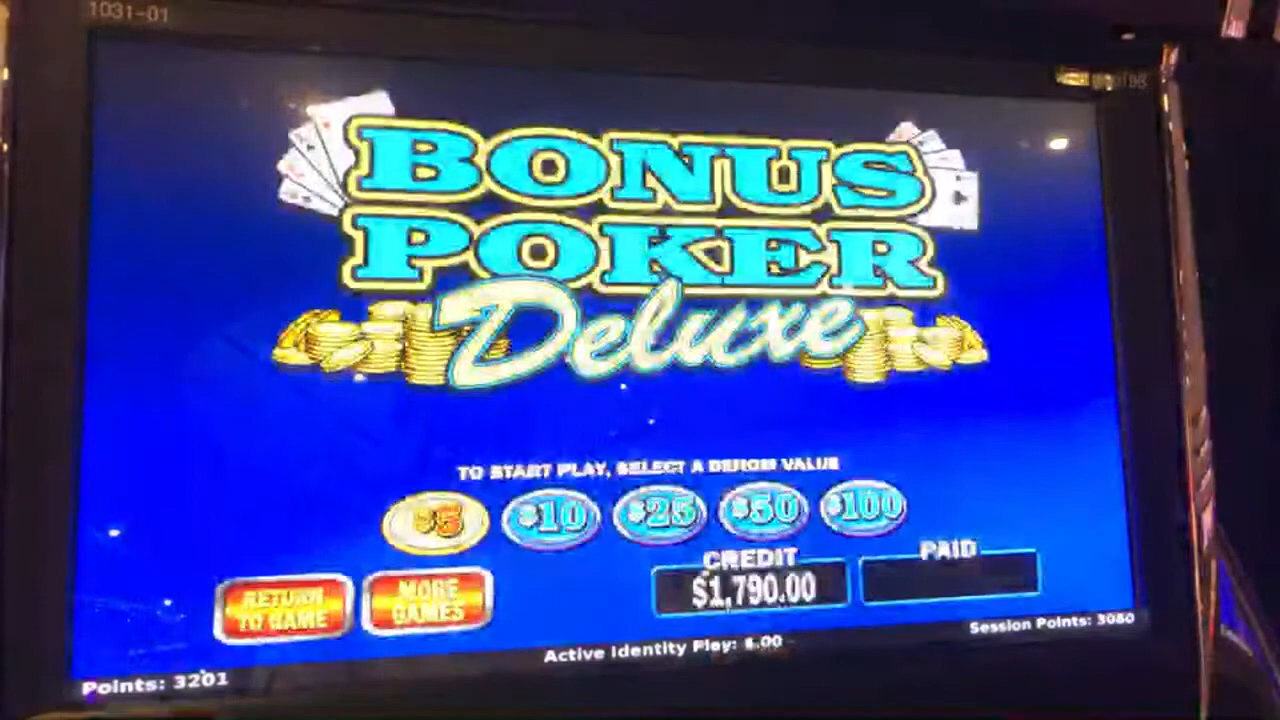 1031-01
BONUS
POKER
Deluxe
TO START PLAY, SELECT A DENOM VALUE
$5 $10 $25 $50 $100
CREDIT PAID
$1,790.00
RETURN
TO GAME
MORE
GAMES
Session Points: 3080
Active Identity Play: $.00
Points: 3201